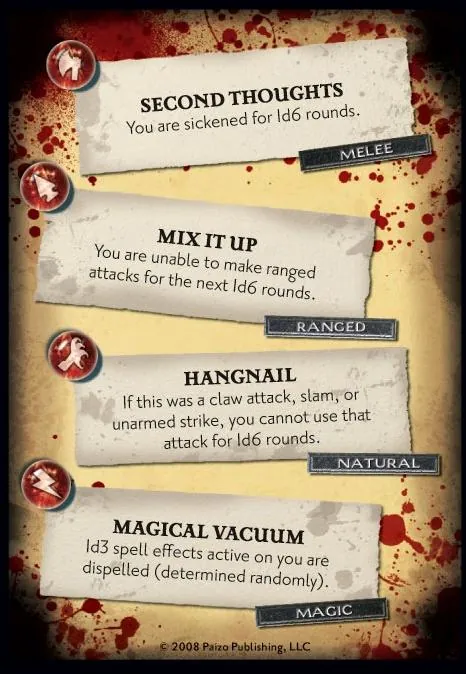 SECOND THOUGHTS
You are sickened for 1d6 rounds.
MELEE
MIX IT UP
You are unable to make ranged
attacks for the next 1d6 rounds.
RANGED
HANGNAIL
If this was a claw attack, slam, or
unarmed strike, you cannot use that
attack for 1d6 rounds.
NATURAL
MAGICAL VACUUM
1d3 spell effects active on you are
dispelled (determined randomly).
MAGIC
© 2008 Paizo Publishing, LLC